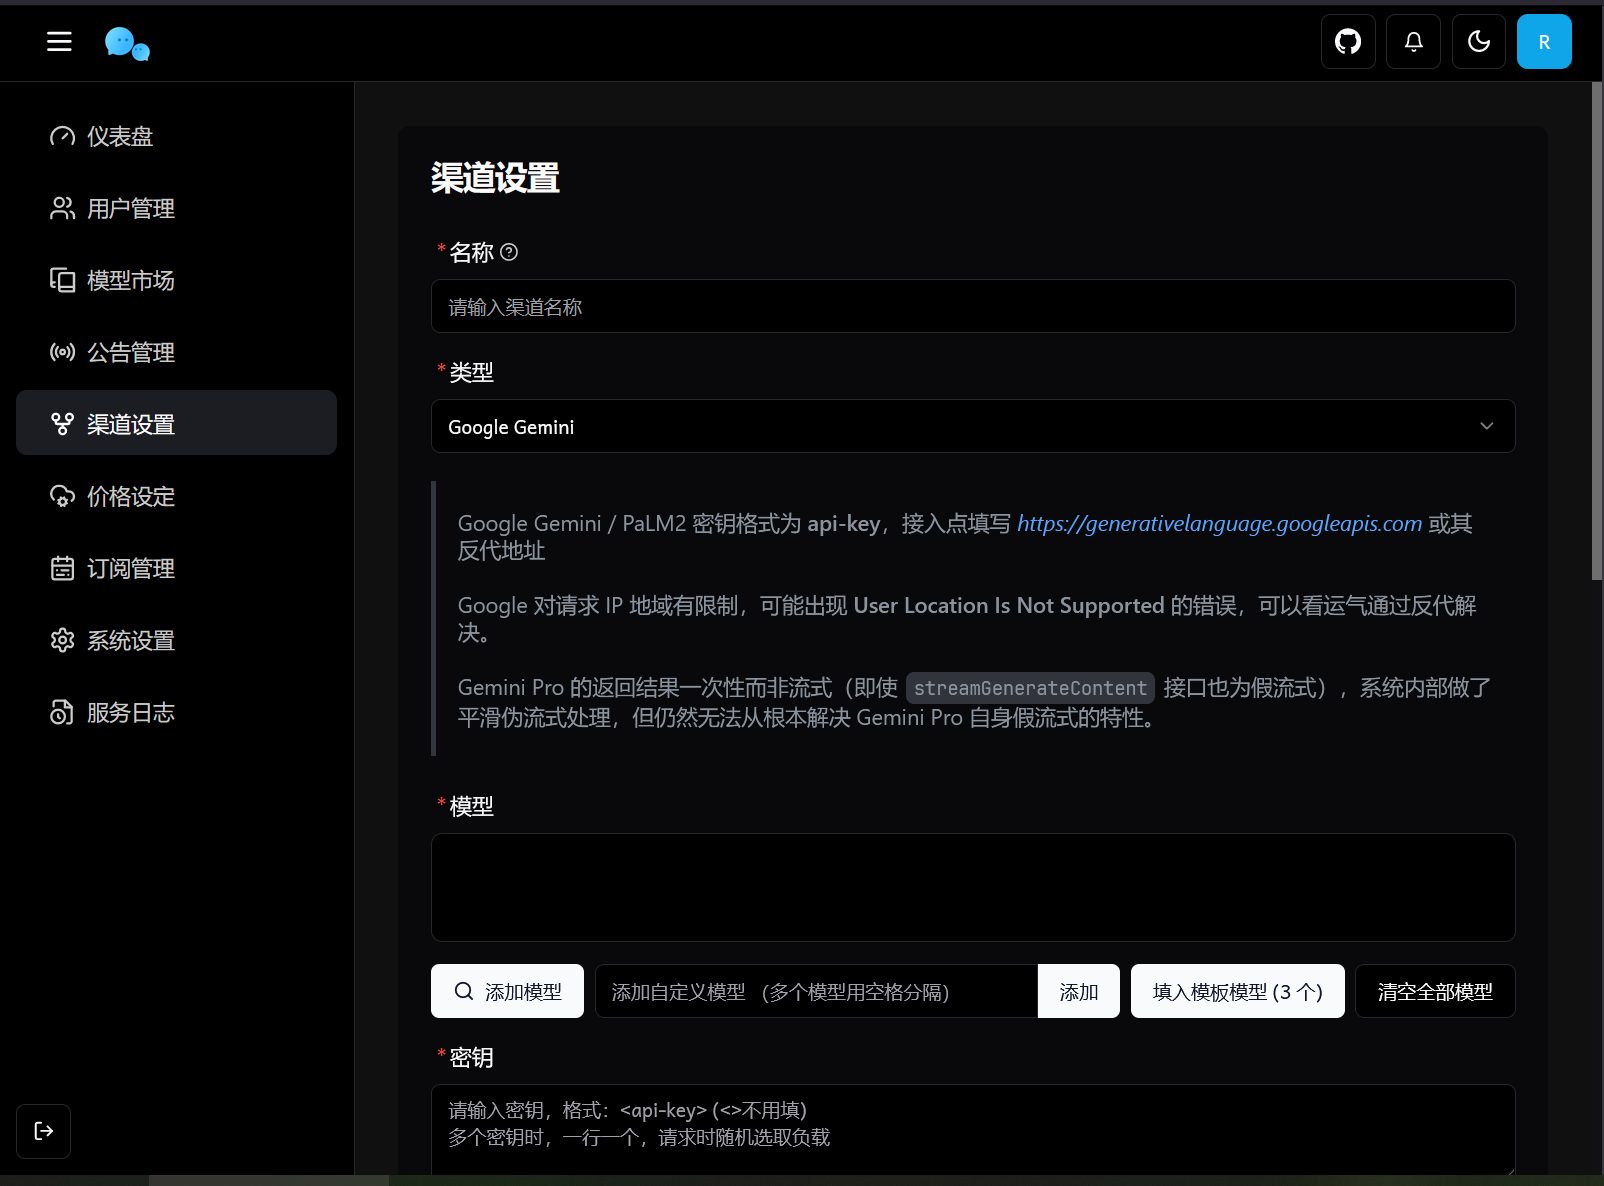 R
仪表盘
用户管理
模型市场
公告管理
渠道设置
价格设定
订阅管理
系统设置
服务日志
渠道设置
*名称
请输入渠道名称
*类型
Google Gemini
Google Gemini / PaLM2 密钥格式为 api-key，接入点填写 https://generativelanguage.googleapis.com 或其
反代地址
Google 对请求 IP 地域有限制，可能出现 User Location Is Not Supported 的错误，可以看运气通过反代解
决。
Gemini Pro 的返回结果一次性而非流式（即使 streamGenerateContent 接口也为假流式），系统内部做了
平滑伪流式处理，但仍然无法从根本解决 Gemini Pro 自身假流式的特性。
*模型
添加模型
添加自定义模型 （多个模型用空格分隔）
添加
填入模板模型 (3 个)
清空全部模型
*密钥
请输入密钥，格式：<api-key> (<>不用填)
多个密钥时，一行一个，请求时随机选取负载